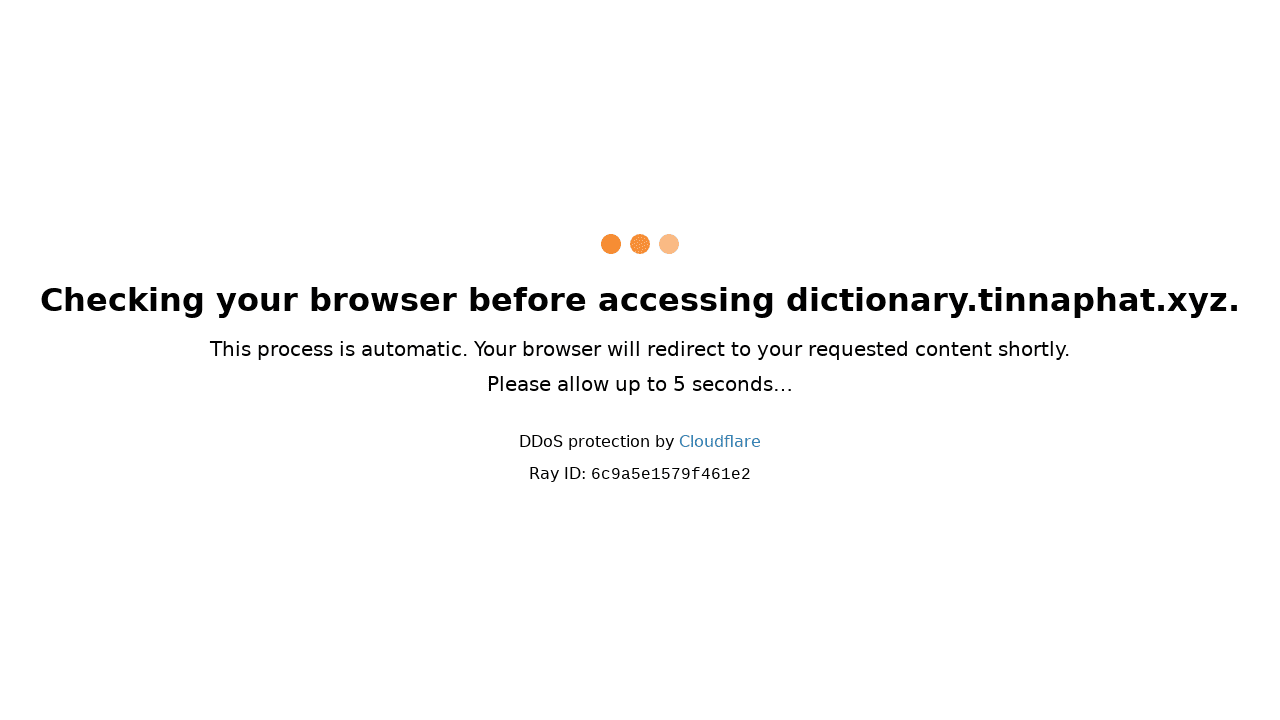 Checking your browser before accessing dictionary.tinnaphat.xyz.
This process is automatic. Your browser will redirect to your requested content shortly.
Please allow up to 5 seconds…
DDoS protection by Cloudflare
Ray ID: 6c9a5e1579f461e2